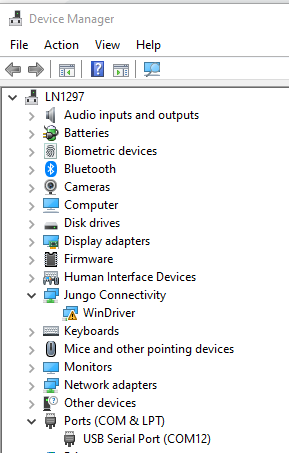 Device Manager
File Action View Help
LN1297
Audio inputs and outputs
Batteries
Biometric devices
Bluetooth
Cameras
Computer
Disk drives
Display adapters
Firmware
Human Interface Devices
Jungo Connectivity
WinDriver
Keyboards
Mice and other pointing devices
Monitors
Network adapters
Other devices
Ports (COM & LPT)
USB Serial Port (COM12)